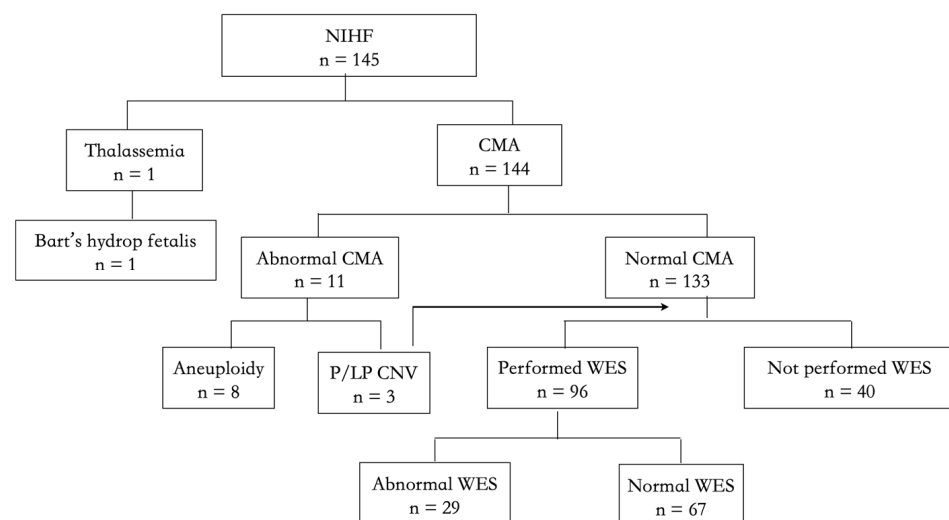 NIHF
n = 145
Thalassemia
n = 1
CMA
n = 144
Bart's hydrop fetalis
n = 1
Abnormal CMA
n = 11
Normal CMA
n = 133
Aneuploidy
n = 8
P/LP CNV
n = 3
Performed WES
n = 96
Not performed WES
n = 40
Abnormal WES
n = 29
Normal WES
n = 67